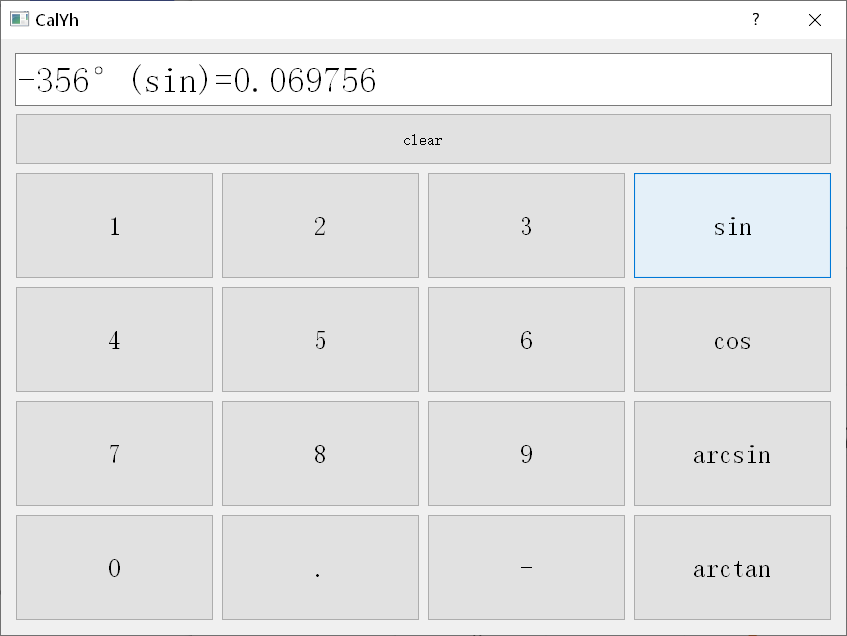 CalYh ?
-356° (sin)=0.069756
clear
1 2 3 sin
4 5 6 cos
7 8 9 arcsin
0 . - arctan